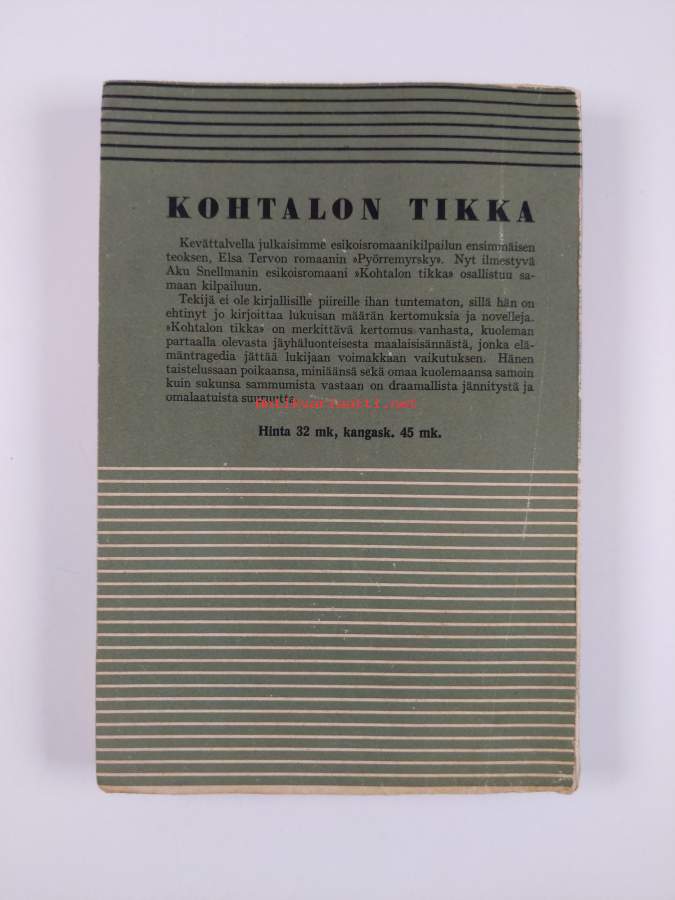 KOHTALON TIKKA
Kevättalvella julkaisimme esikoisromaanikilpailun ensimmäisen
teoksen, Elsa Tervon romaanin »Pyörremyrsky». Nyt ilmestyvä
Aku Snellmanin esikoisromaani »Kohtalon tikka» osallistuu sa-
maan kilpailuun.
Tekijä ei ole kirjallisille piireille ihan tuntematon, sillä hän on
ehtinyt jo kirjoittaa lukuisan määrän kertomuksia ja novelleja.
»Kohtalon tikka» on merkittävä kertomus vanhasta, kuoleman
partaalla olevasta jäyhäluonteisesta maalaisisännästä, jonka elä-
mäntragedia jättää lukijaan voimakkaan vaikutuksen. Hänen
taistelussaan poikaansa, miniäänsä sekä omaa kuolemaansa samoin
kuin sukunsa sammumista vastaan on draamallista jännitystä ja
omalaatuista suuruutta.
antikvariaatti.net
Hinta 32 mk, kangask. 45 mk.